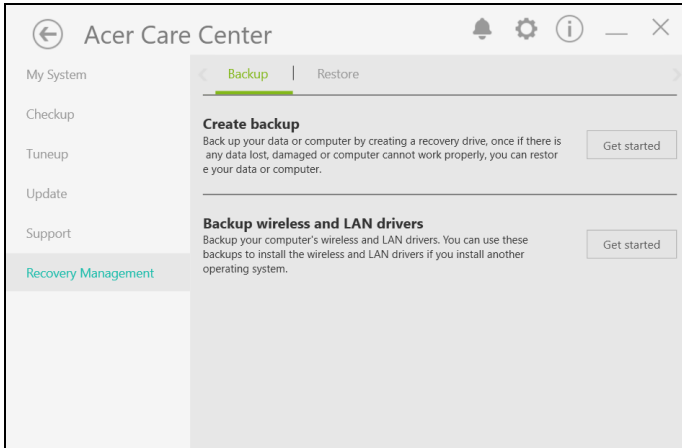 Acer Care Center
My System
Checkup
Tuneup
Update
Support
Recovery Management
Backup | Restore
Create backup
Back up your data or computer by creating a recovery drive, once if there is
any data lost, damaged or computer cannot work properly, you can restor
e your data or computer.
Get started
Backup wireless and LAN drivers
Backup your computer's wireless and LAN drivers. You can use these
backups to install the wireless and LAN drivers if you install another
operating system.
Get started